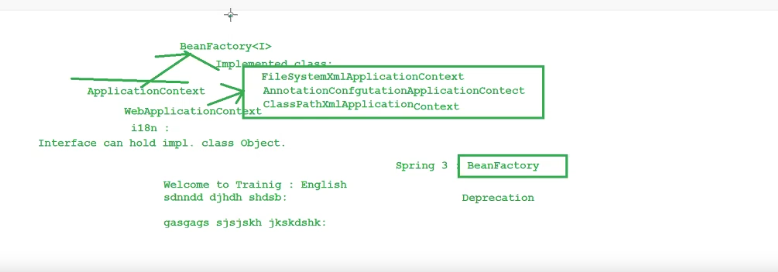 BeanFactory<I>
Implemented class:
FileSystemXmlApplicationContext
ApplicationContext
AnnotationConfgutationApplicationContect
ClassPathXmlApplicationContext
WebApplicationContext
i18n :
Interface can hold impl. class Object.
Spring 3 : BeanFactory
Welcome to Trainig : English
sdnndd djhdh shdsb:
Deprecation
gasgags sjsjskh jkskdshk: